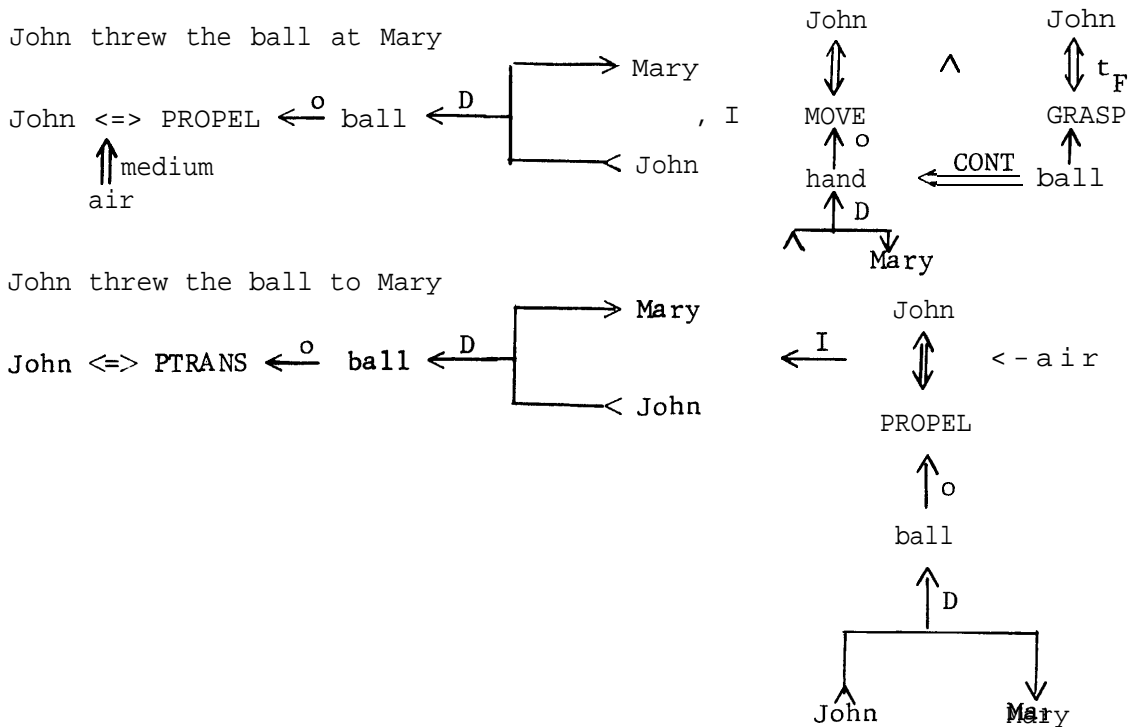 John threw the ball at Mary
John John
Mary
t_F
D
John <=> PROPEL o ball , I MOVE ∧ GRASP
o
medium John CONT
air hand ball
D
Mary
John threw the ball to Mary
Mary John
John <=> PTRANS o ball D I <-air
John
PROPEL
o
ball
D
John Mary